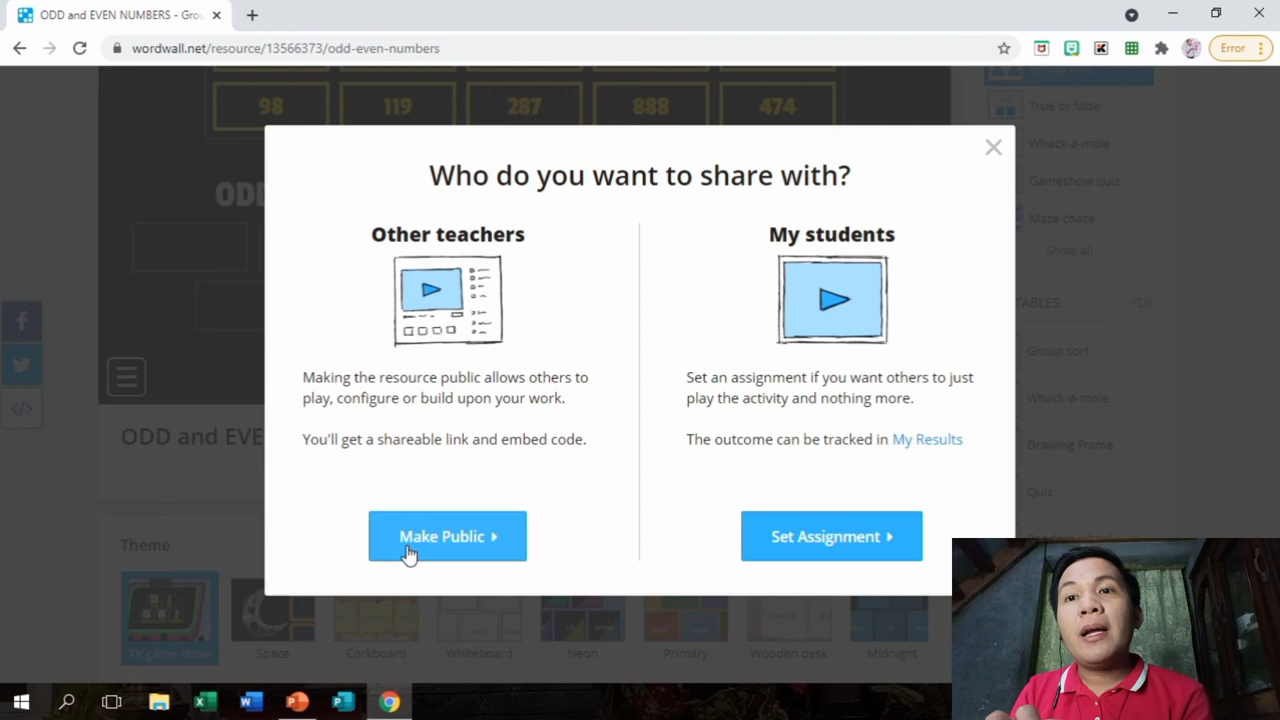 ODD and EVEN NUMBERS - Gro
wordwall.net/resource/13566373/odd-even-numbers
Error
98 119 287 888 474
True or false
Whack-a-mole
Gameshow quiz
Maze chase
Show all
Who do you want to share with?
Other teachers
My students
ODD
Making the resource public allows others to
play, configure or build upon your work.
You'll get a shareable link and embed code.
Set an assignment if you want others to just
play the activity and nothing more.
The outcome can be tracked in My Results
Make Public
Set Assignment
TABLES PDF
Group sort
Whack-a-mole
Drawing Frame
Quiz
ODD and EVE
Theme
TV game show
Space
Corkboard
Whiteboard
Neon
Primary
Wooden desk
Midnight